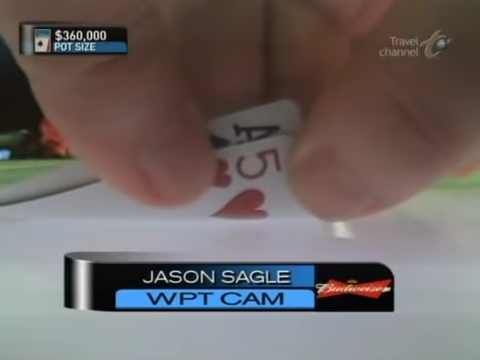 $360,000
POT SIZE
Travel
channel
A
5
JASON SAGLE
WPT CAM
Budweiser